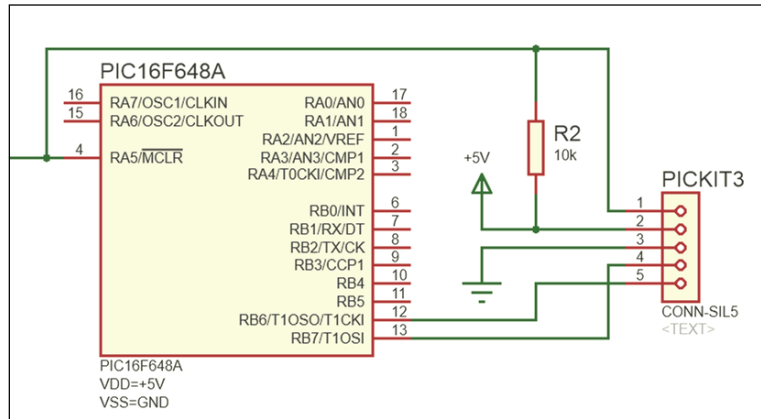 PIC16F648A
16 RA7/OSC1/CLKIN RA0/AN0 17
15 RA6/OSC2/CLKOUT RA1/AN1 18
RA2/AN2/VREF 1
4 RA5/MCLR RA3/AN3/CMP1 2
RA4/T0CKI/CMP2 3
RB0/INT 6
RB1/RX/DT 7
RB2/TX/CK 8
RB3/CCP1 9
RB4 10
RB5 11
RB6/T1OSO/T1CKI 12
RB7/T1OSI 13
PIC16F648A
VDD=+5V
VSS=GND
R2
10k
+5V
PICKIT3
1
2
3
4
5
CONN-SIL5
<TEXT>